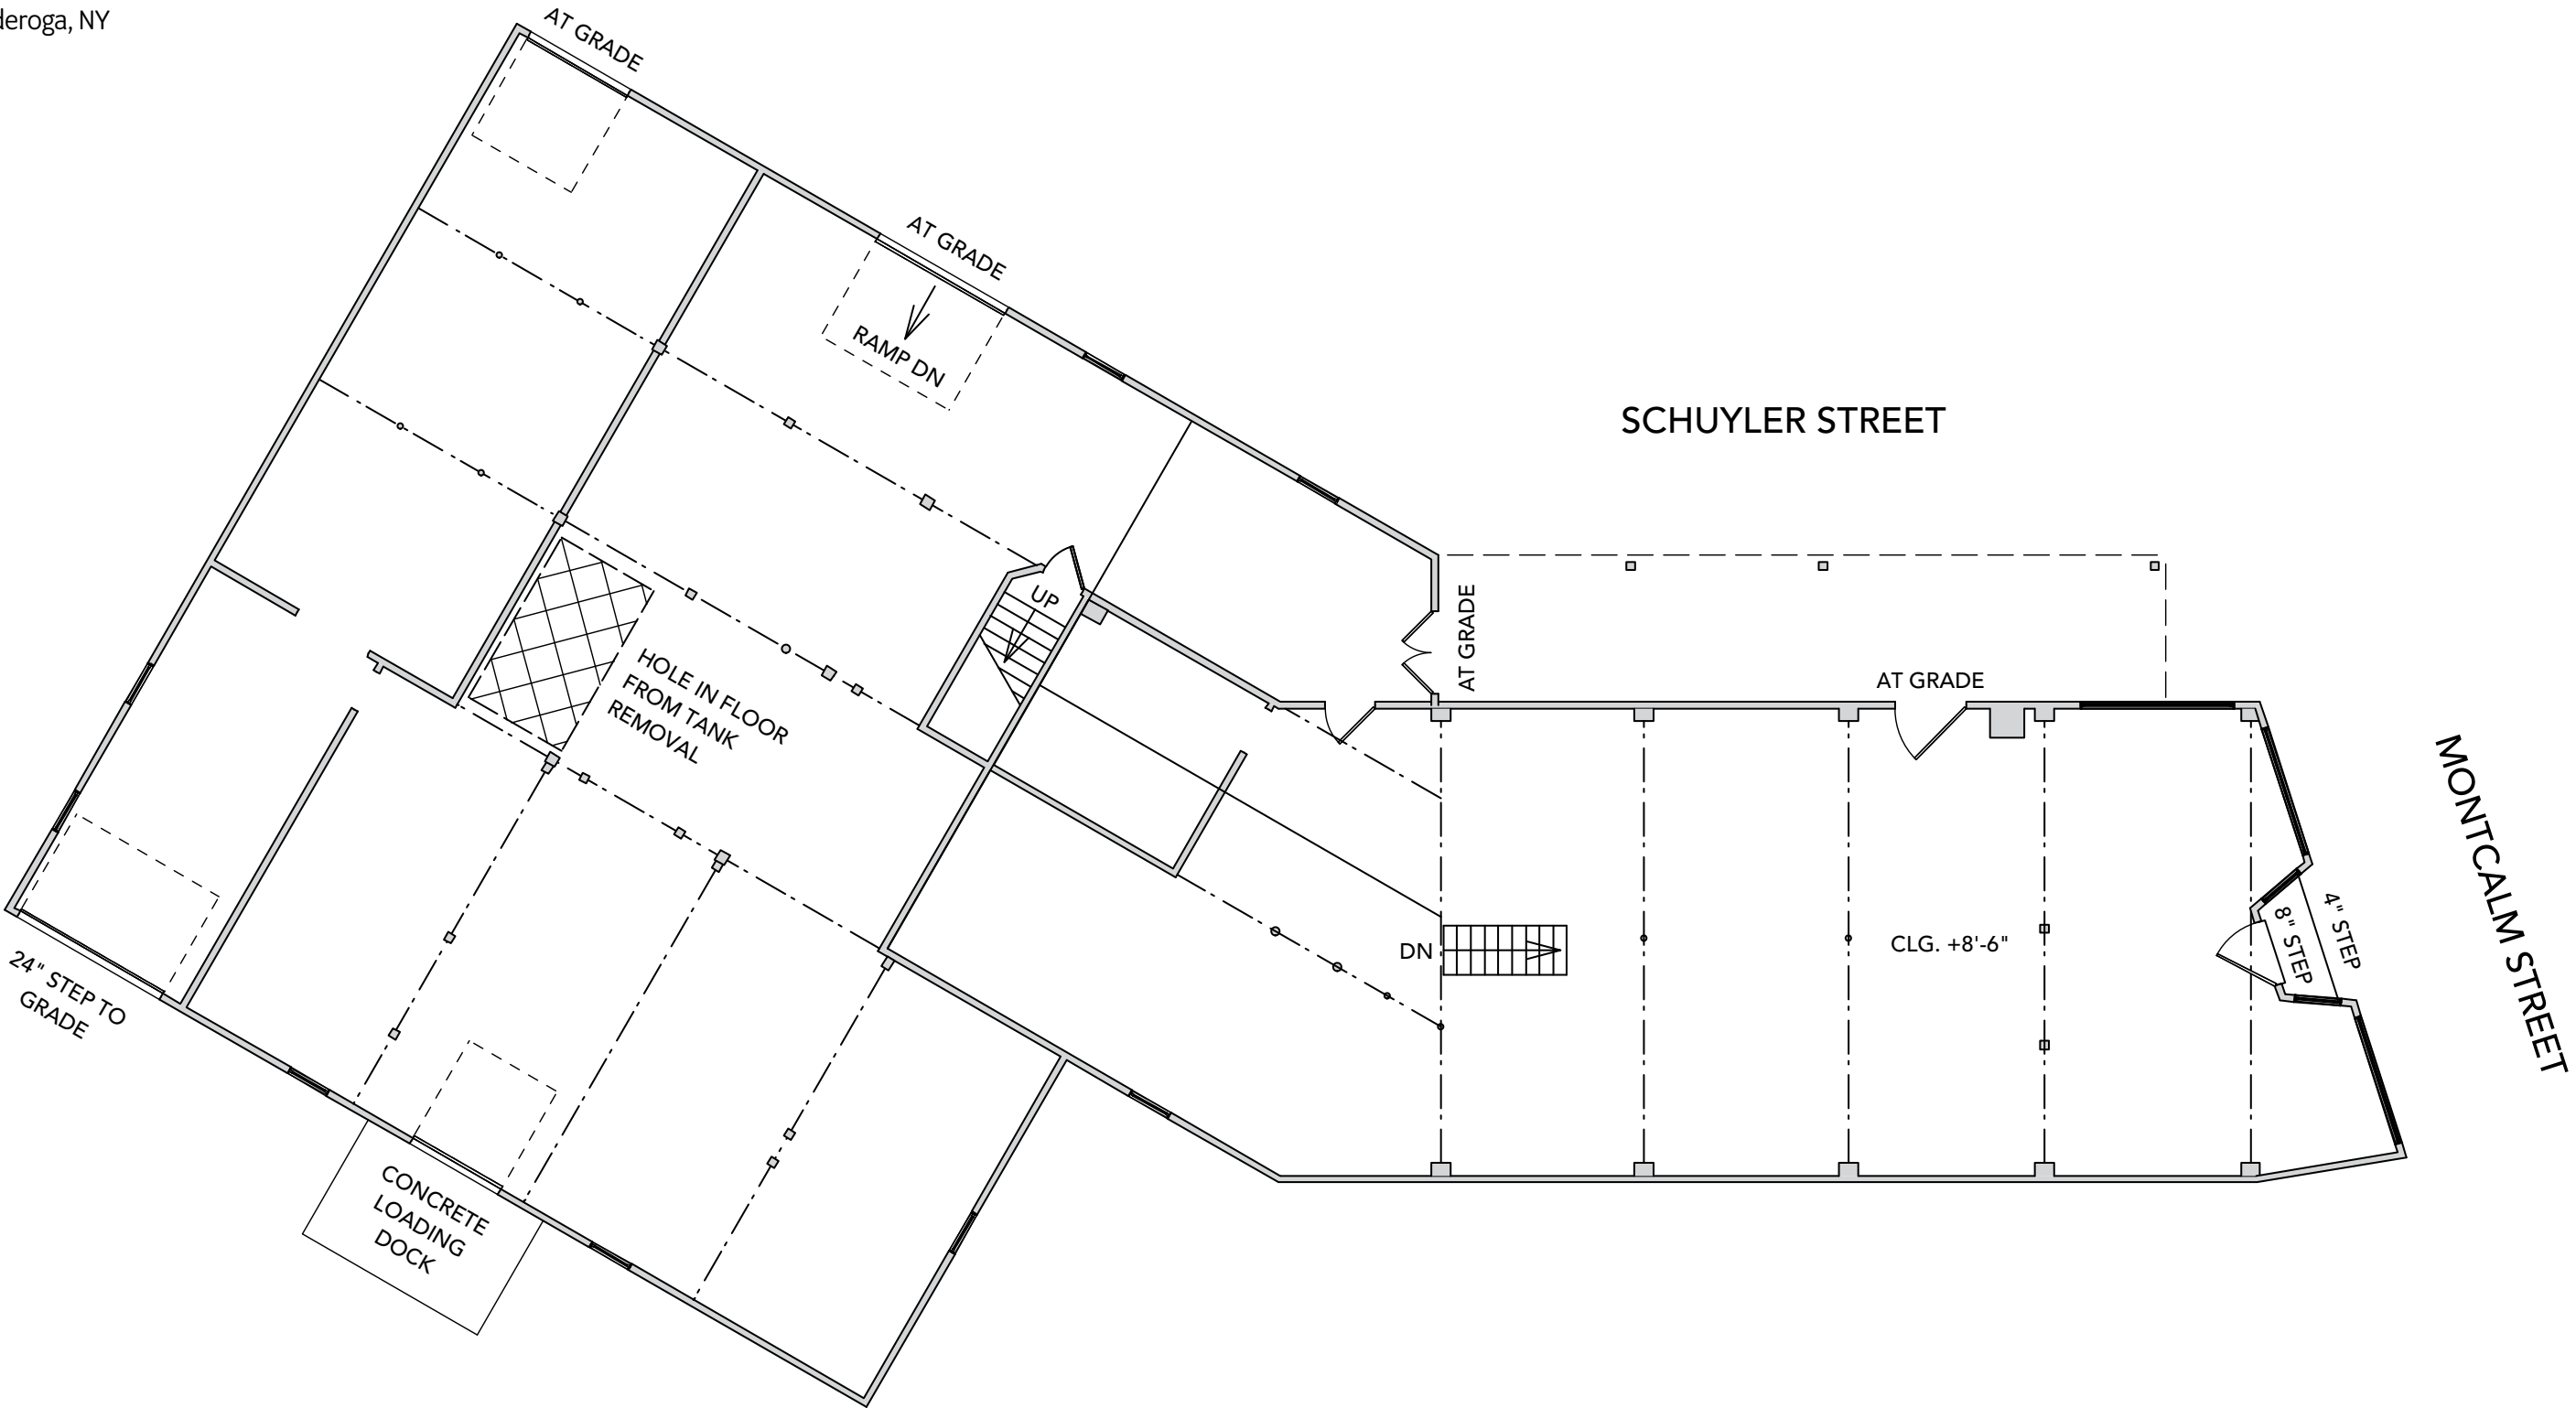 deroga, NY
AT GRADE
AT GRADE
RAMP DN
SCHUYLER STREET
UP
HOLE IN FLOOR
FROM TANK
REMOVAL
AT GRADE
AT GRADE
MONTCALM STREET
4" STEP
8" STEP
DN
CLG. +8'-6"
24" STEP TO
GRADE
CONCRETE
LOADING
DOCK